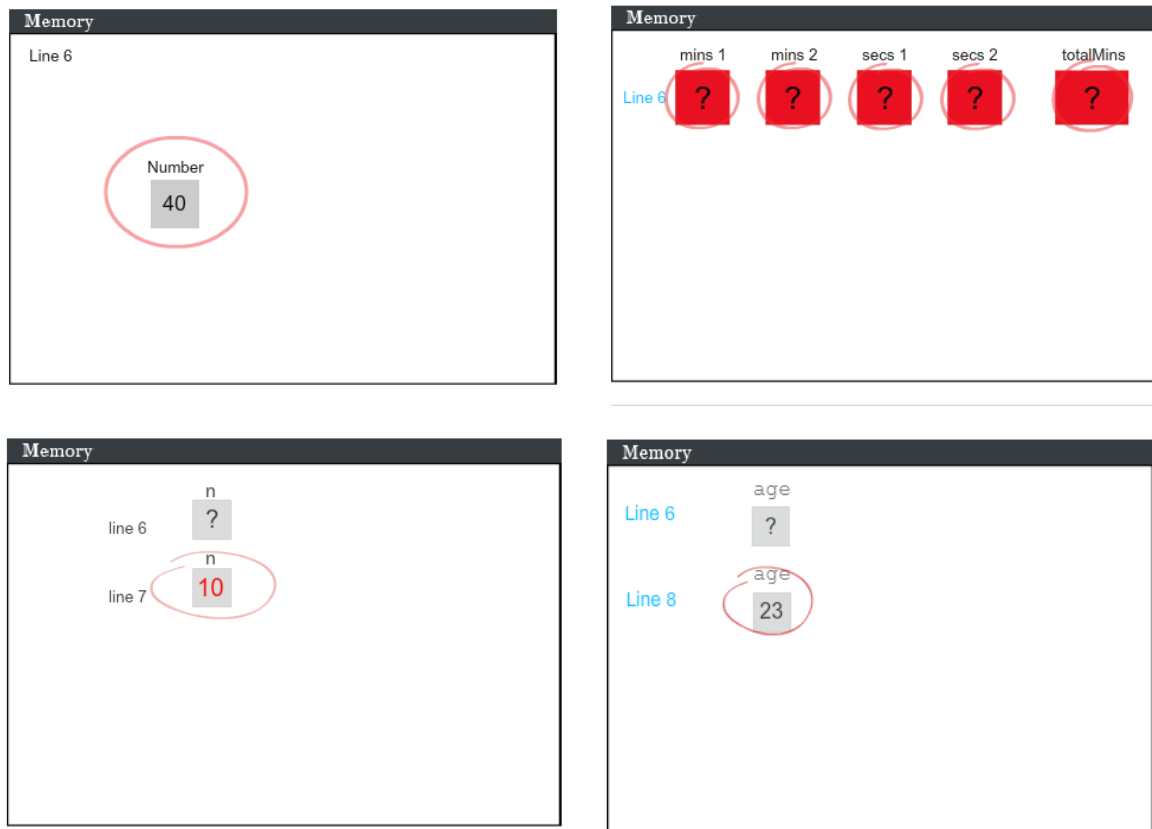 Memory
Line 6
Number
40
Memory
mins 1 mins 2 secs 1 secs 2 totalMins
Line 6 ? ? ? ? ?
Memory
n
line 6 ?
n
line 7 10
Memory
age
Line 6 ?
age
Line 8 23